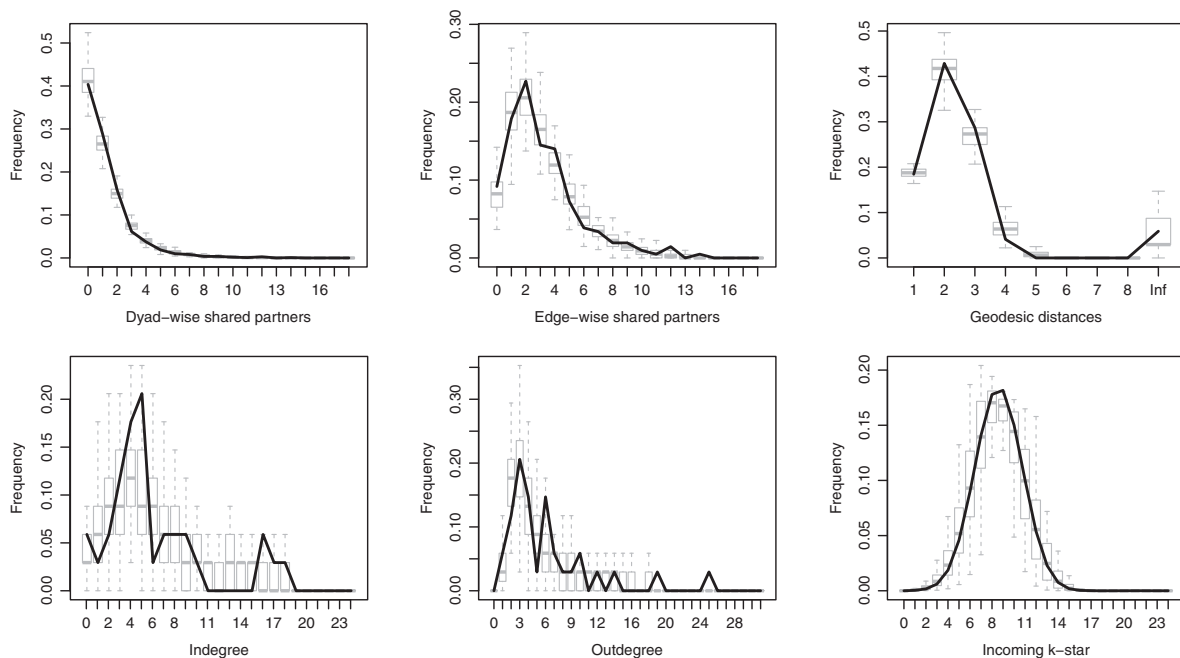 0.0 0.1 0.2 0.3 0.4 0.5
Frequency
0 2 4 6 8 10 13 16
Dyad−wise shared partners
0.00 0.10 0.20 0.30
Frequency
0 2 4 6 8 10 13 16
Edge−wise shared partners
0.0 0.1 0.2 0.3 0.4 0.5
Frequency
1 2 3 4 5 6 7 8 Inf
Geodesic distances
0.00 0.05 0.10 0.15 0.20
Frequency
0 2 4 6 8 11 14 17 20 23
Indegree
0.00 0.10 0.20 0.30
Frequency
0 3 6 9 12 16 20 24 28
Outdegree
0.00 0.05 0.10 0.15 0.20
Frequency
0 2 4 6 8 11 14 17 20 23
Incoming k−star